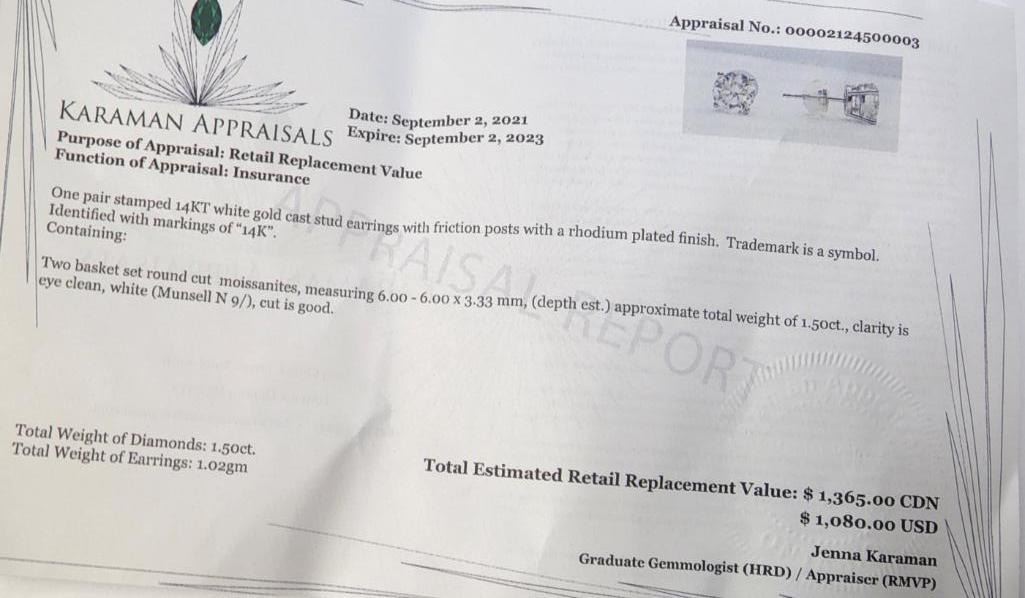 Appraisal No.: 00002124500003
KARAMAN APPRAISALS
Date: September 2, 2021
Expire: September 2, 2023
Purpose of Appraisal: Retail Replacement Value
Function of Appraisal: Insurance
One pair stamped 14KT white gold cast stud earrings with friction posts with a rhodium plated finish. Trademark is a symbol.
Identified with markings of "14K".
Containing:
Two basket set round cut moissanites, measuring 6.00 - 6.00 x 3.33 mm, (depth est.) approximate total weight of 1.50ct., clarity is
eye clean, white (Munsell N 9/), cut is good.
APPRAISAL REPORT
Total Weight of Diamonds: 1.50ct.
Total Weight of Earrings: 1.02gm
Total Estimated Retail Replacement Value: $ 1,365.00 CDN
$ 1,080.00 USD
Jenna Karaman
Graduate Gemmologist (HRD) / Appraiser (RMVP)